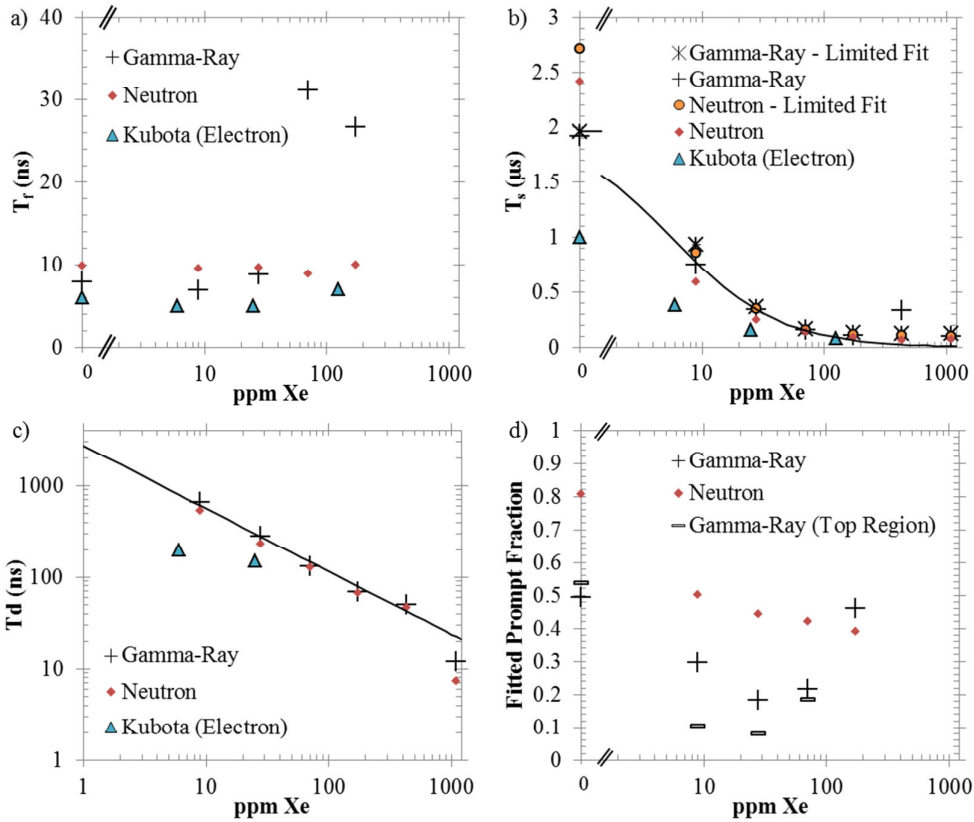 a)
40
30
20
10
0
T_f (ns)
Gamma-Ray
Neutron
Kubota (Electron)
0 10 100 1000
ppm Xe
b)
3
2.5
2
1.5
1
0.5
0
T_s (µs)
Gamma-Ray - Limited Fit
Gamma-Ray
Neutron - Limited Fit
Neutron
Kubota (Electron)
0 10 100 1000
ppm Xe
c)
1000
100
10
1
Td (ns)
Gamma-Ray
Neutron
Kubota (Electron)
1 10 100 1000
ppm Xe
d)
1
0.9
0.8
0.7
0.6
0.5
0.4
0.3
0.2
0.1
0
Fitted Prompt Fraction
Gamma-Ray
Neutron
Gamma-Ray (Top Region)
0 10 100 1000
ppm Xe